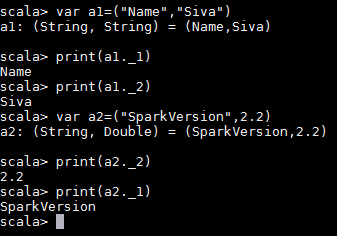 scala> var a1=("Name","Siva")
a1: (String, String) = (Name,Siva)
scala> print(a1._1)
Name
scala> print(a1._2)
Siva
scala> var a2=("SparkVersion",2.2)
a2: (String, Double) = (SparkVersion,2.2)
scala> print(a2._2)
2.2
scala> print(a2._1)
SparkVersion
scala>